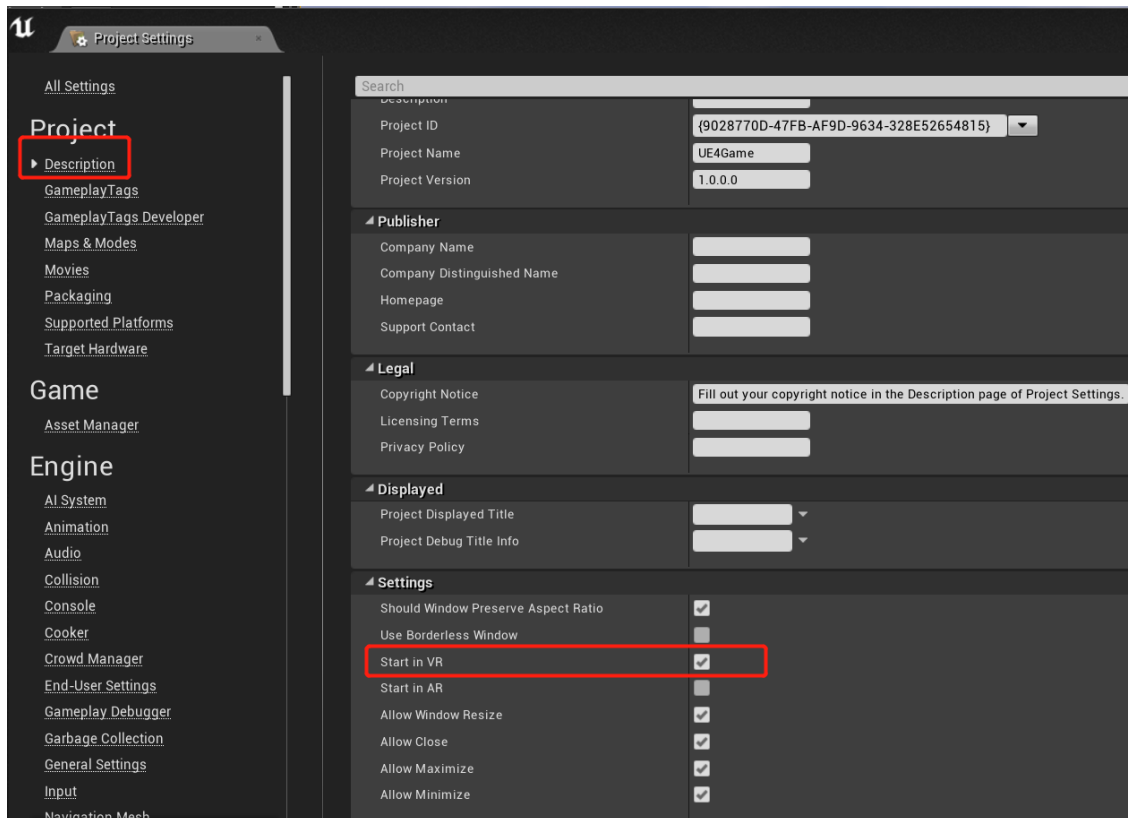 Project Settings
All Settings
Project
Description
GameplayTags
GameplayTags Developer
Maps & Modes
Movies
Packaging
Supported Platforms
Target Hardware
Game
Asset Manager
Engine
AI System
Animation
Audio
Collision
Console
Cooker
Crowd Manager
End-User Settings
Gameplay Debugger
Garbage Collection
General Settings
Input
Navigation Mesh
Search
Description
Project ID {9028770D-47FB-AF9D-9634-328E52654815}
Project Name UE4Game
Project Version 1.0.0.0
Publisher
Company Name
Company Distinguished Name
Homepage
Support Contact
Legal
Copyright Notice Fill out your copyright notice in the Description page of Project Settings.
Licensing Terms
Privacy Policy
Displayed
Project Displayed Title
Project Debug Title Info
Settings
Should Window Preserve Aspect Ratio
Use Borderless Window
Start in VR
Start in AR
Allow Window Resize
Allow Close
Allow Maximize
Allow Minimize